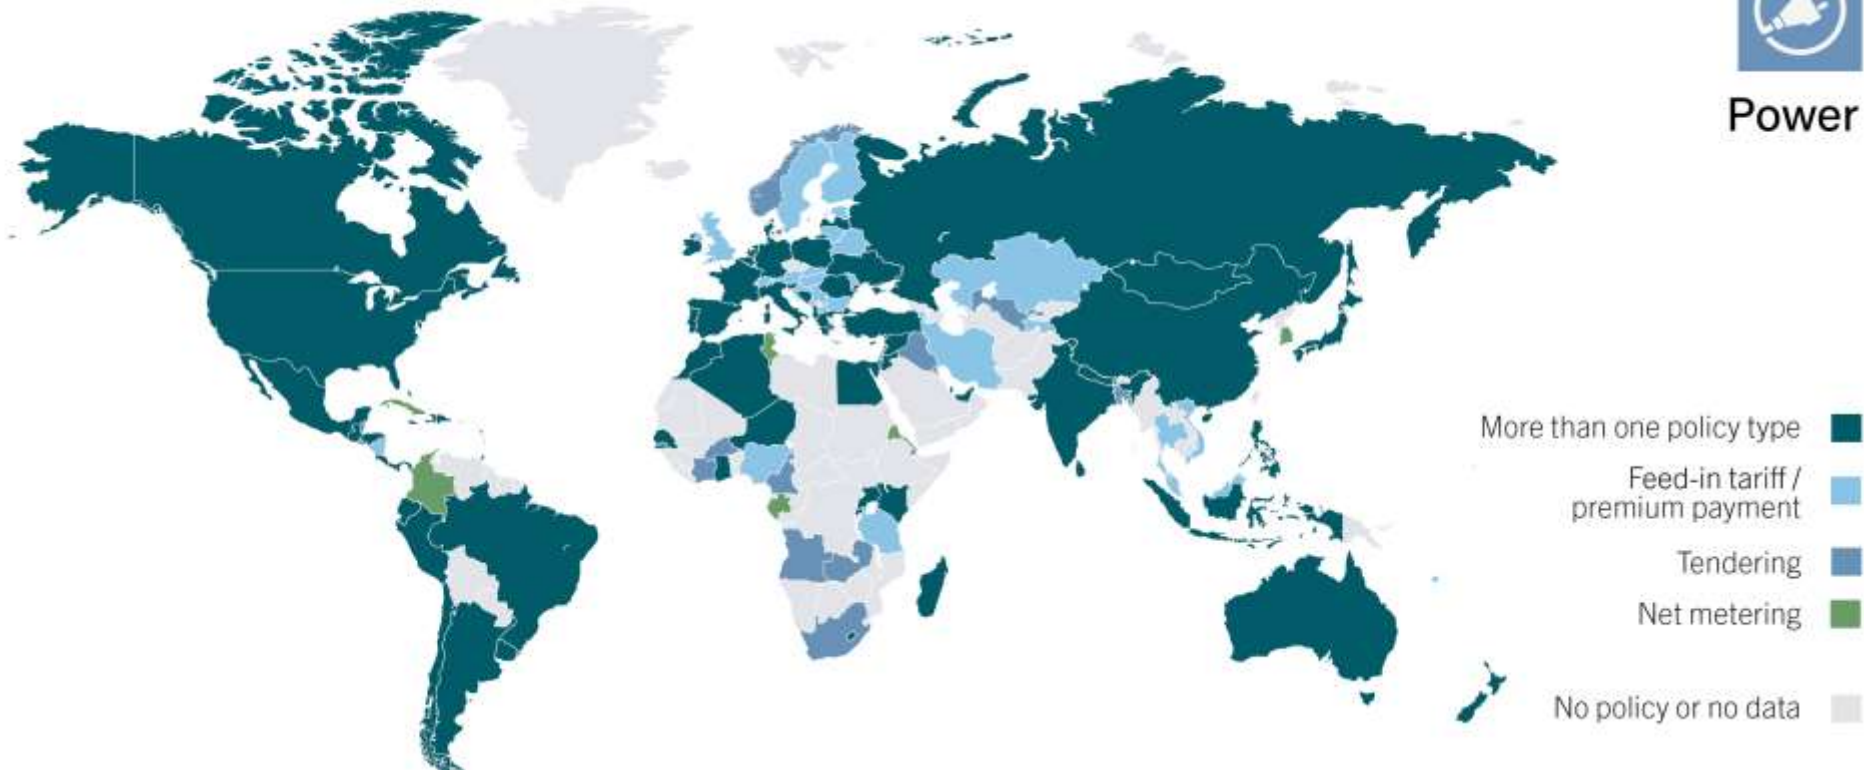 Power
More than one policy type
Feed-in tariff /
premium payment
Tendering
Net metering
No policy or no data